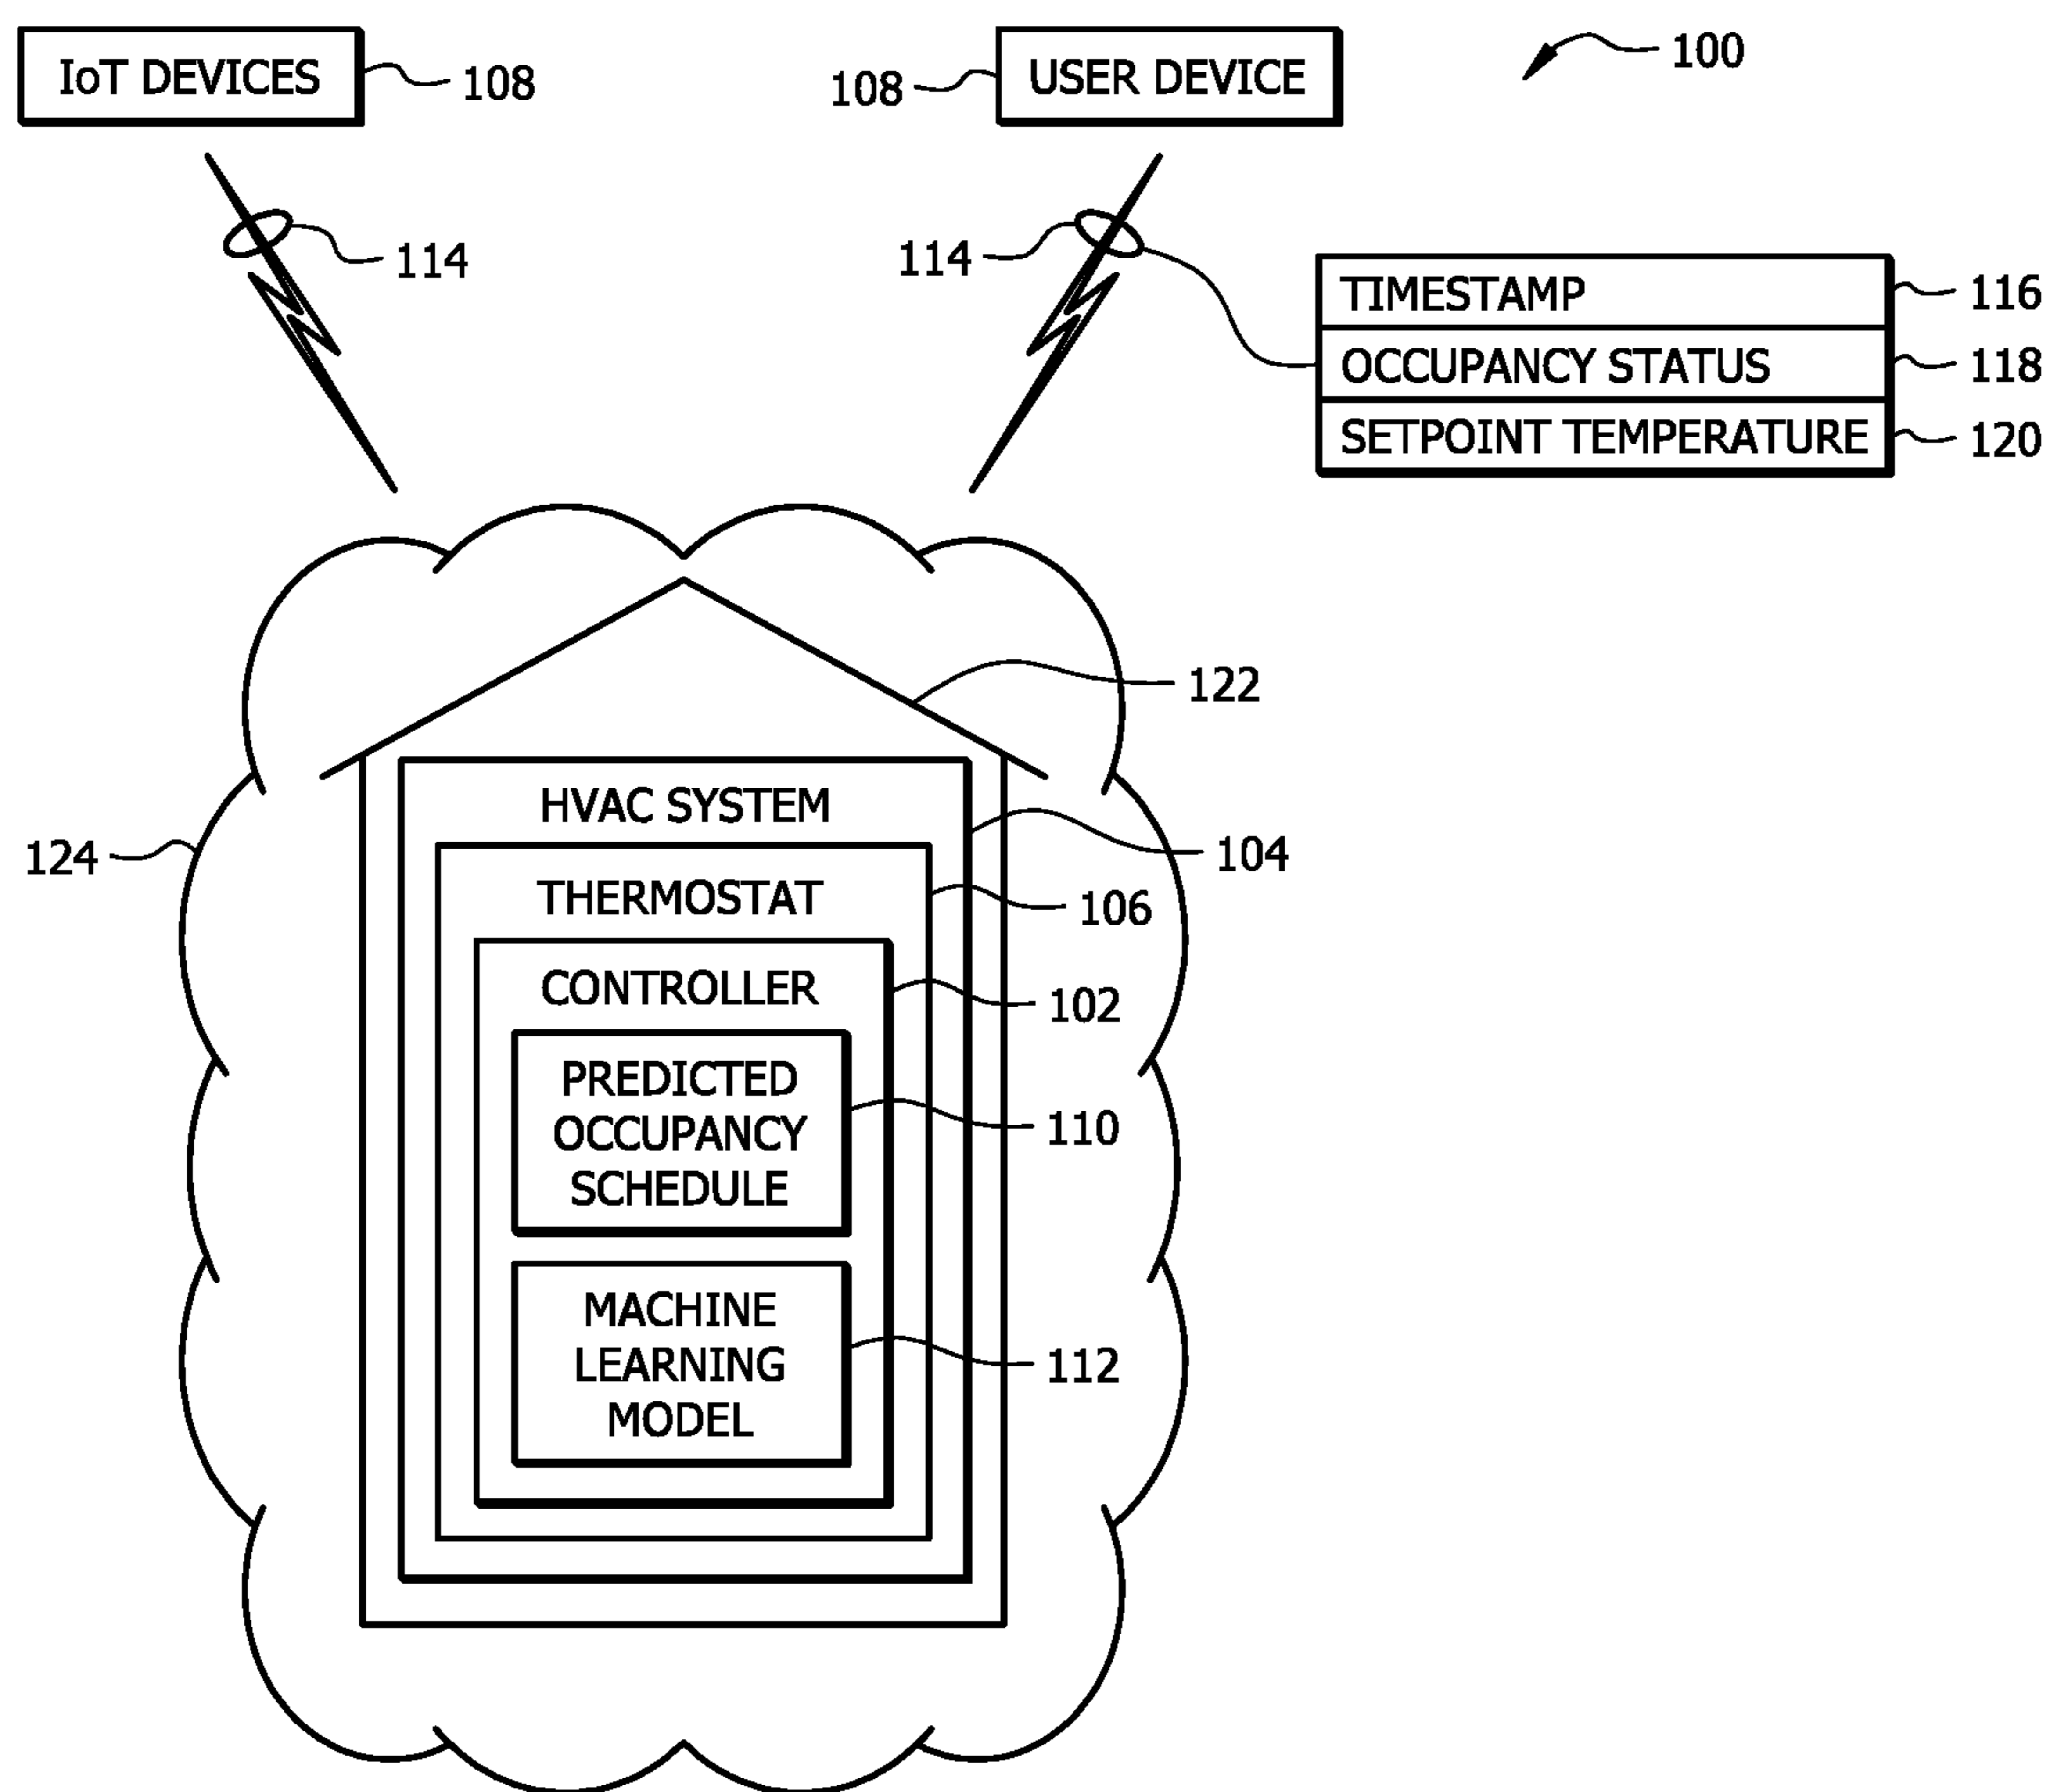 IoT DEVICES
108
108
USER DEVICE
100
114
114
TIMESTAMP
116
OCCUPANCY STATUS
118
SETPOINT TEMPERATURE
120
122
HVAC SYSTEM
124
104
THERMOSTAT
106
CONTROLLER
102
PREDICTED
OCCUPANCY
SCHEDULE
110
MACHINE
LEARNING
MODEL
112